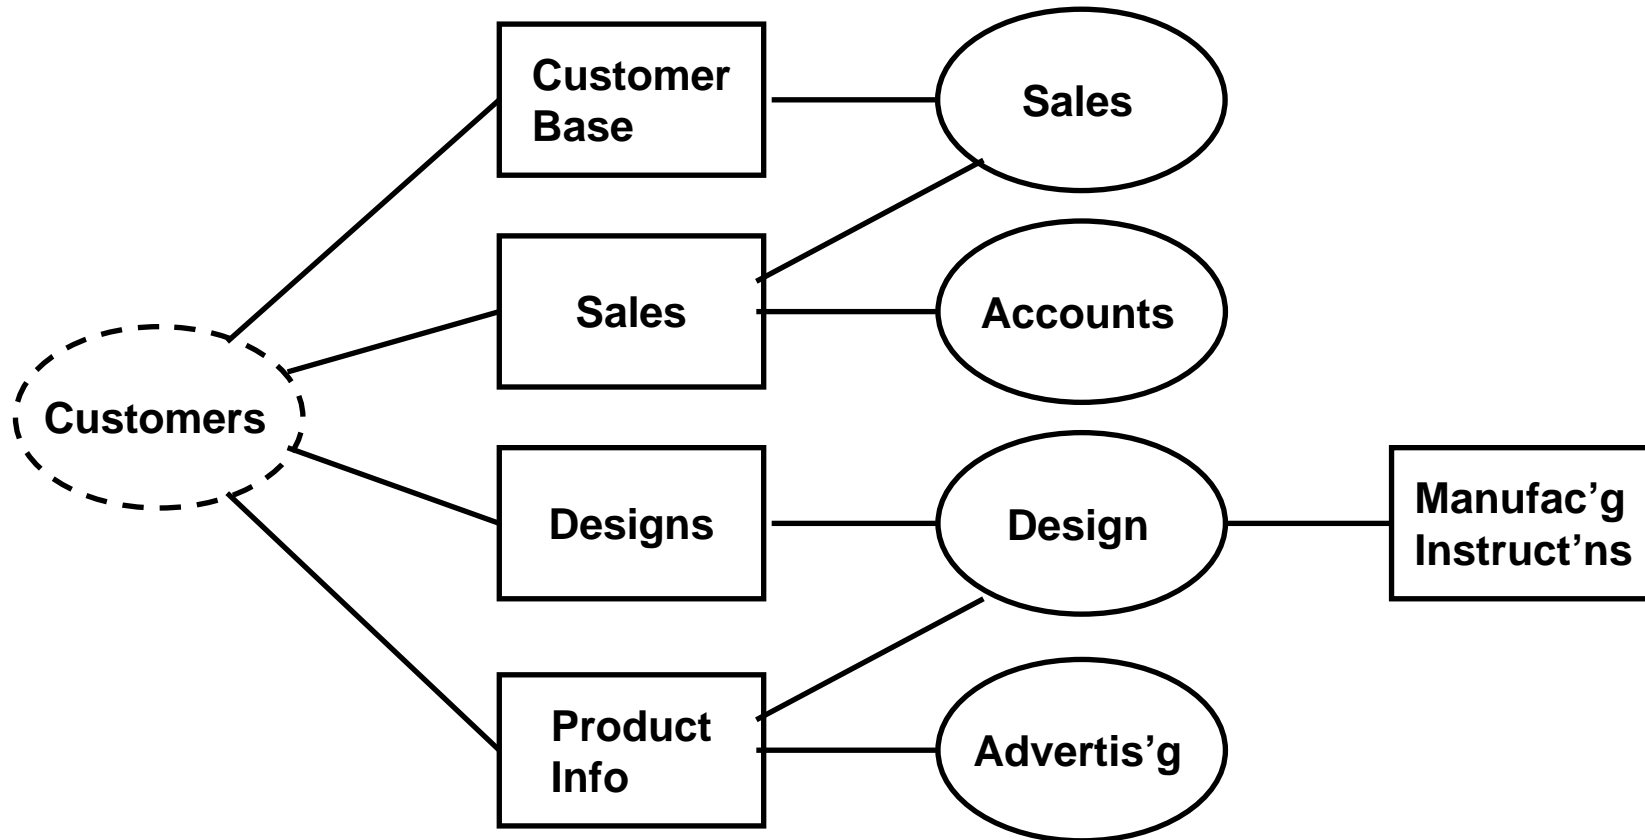 Customer
Base
Sales
Sales
Accounts
Customers
Designs
Design
Manufac’g
Instruct’ns
Product
Info
Advertis’g